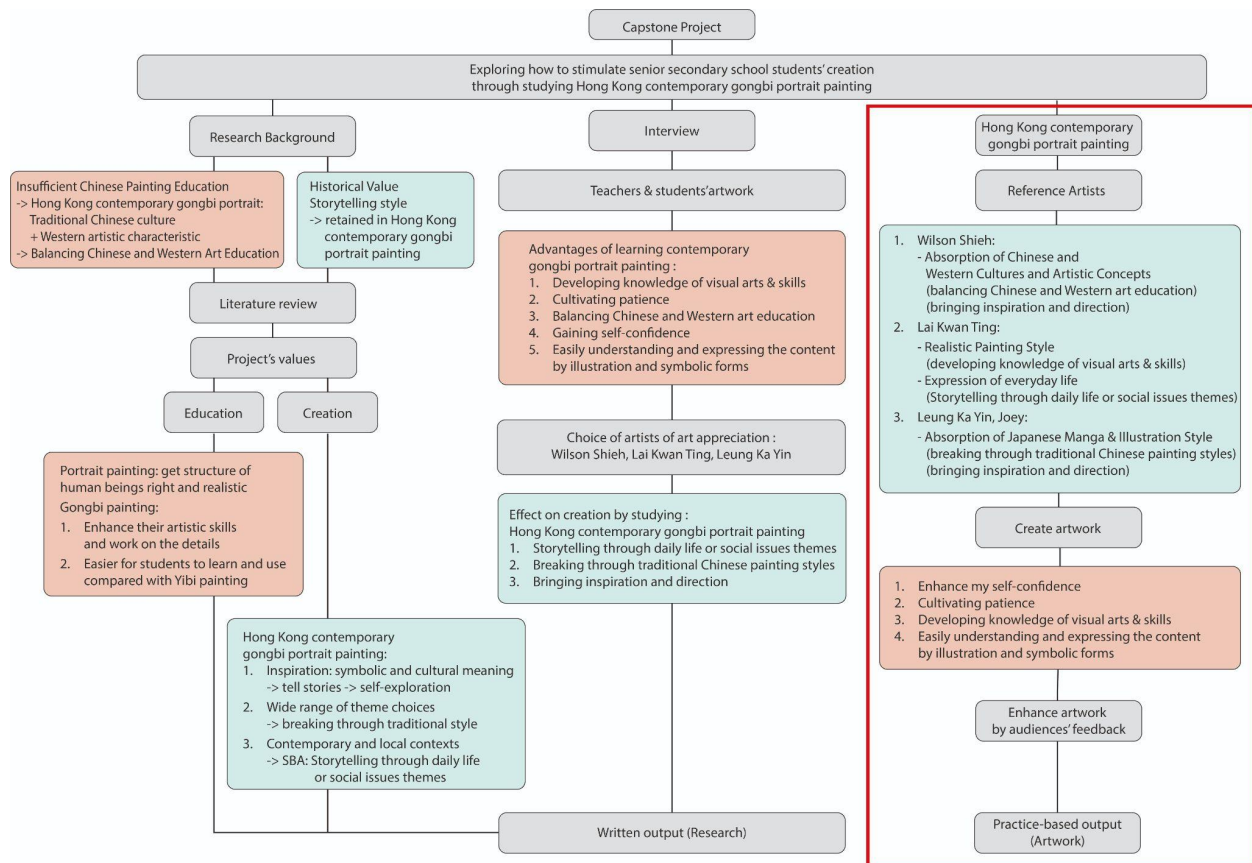 Capstone Project
Exploring how to stimulate senior secondary school students' creation
through studying Hong Kong contemporary gongbi portrait painting
Research Background
Insufficient Chinese Painting Education
-> Hong Kong contemporary gongbi portrait:
Traditional Chinese culture
+ Western artistic characteristic
-> Balancing Chinese and Western Art Education
Historical Value
Storytelling style
-> retained in Hong Kong
contemporary gongbi
portrait painting
Literature review
Project's values
Education
Creation
Portrait painting: get structure of
human beings right and realistic
Gongbi painting:
1. Enhance their artistic skills
and work on the details
2. Easier for students to learn and use
compared with Yibi painting
Hong Kong contemporary
gongbi portrait painting:
1. Inspiration: symbolic and cultural meaning
-> tell stories -> self-exploration
2. Wide range of theme choices
-> breaking through traditional style
3. Contemporary and local contexts
-> SBA: Storytelling through daily life
or social issues themes
Interview
Teachers & students'artwork
Advantages of learning contemporary
gongbi portrait painting :
1. Developing knowledge of visual arts & skills
2. Cultivating patience
3. Balancing Chinese and Western art education
4. Gaining self-confidence
5. Easily understanding and expressing the content
by illustration and symbolic forms
Choice of artists of art appreciation :
Wilson Shieh, Lai Kwan Ting, Leung Ka Yin
Effect on creation by studying :
Hong Kong contemporary gongbi portrait painting
1. Storytelling through daily life or social issues themes
2. Breaking through traditional Chinese painting styles
3. Bringing inspiration and direction
Written output (Research)
Hong Kong contemporary
gongbi portrait painting
Reference Artists
1. Wilson Shieh:
- Absorption of Chinese and
Western Cultures and Artistic Concepts
(balancing Chinese and Western art education)
(bringing inspiration and direction)
2. Lai Kwan Ting:
- Realistic Painting Style
(developing knowledge of visual arts & skills)
- Expression of everyday life
(Storytelling through daily life or social issues themes)
3. Leung Ka Yin, Joey:
- Absorption of Japanese Manga & Illustration Style
(breaking through traditional Chinese painting styles)
(bringing inspiration and direction)
Create artwork
1. Enhance my self-confidence
2. Cultivating patience
3. Developing knowledge of visual arts & skills
4. Easily understanding and expressing the content
by illustration and symbolic forms
Enhance artwork
by audiences' feedback
Practice-based output
(Artwork)